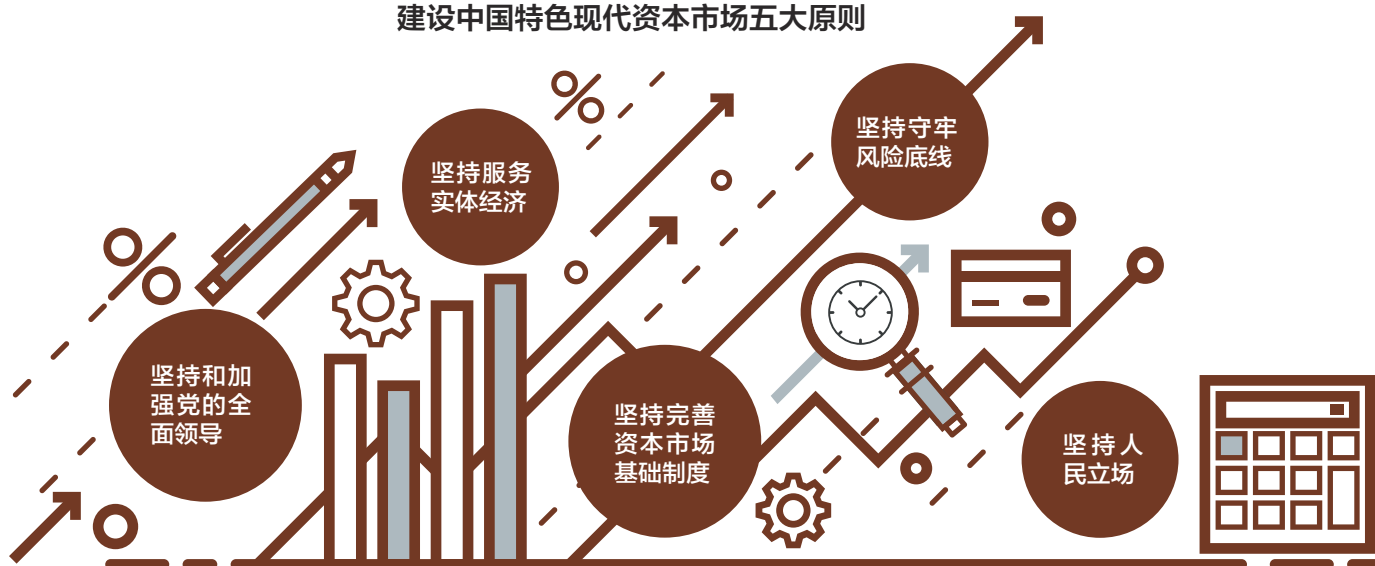 建设中国特色现代资本市场五大原则
坚持和加
强党的全
面领导
坚持服务
实体经济
坚持完善
资本市场
基础制度
坚持守牢
风险底线
坚持人
民立场